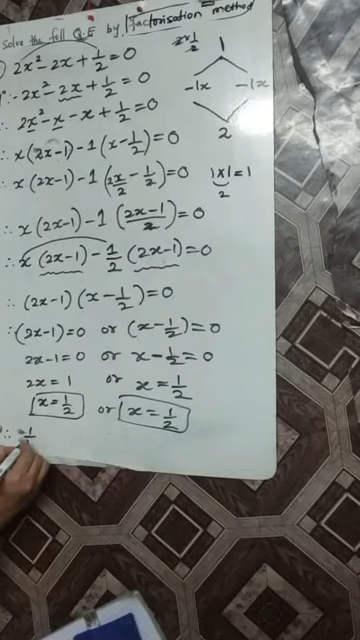 Solve the foll Q.E by Factorisation method
) 2x² - 2x + 1/2 = 0
∴ 2x² - 2x + 1/2 = 0
∴ 2x² - x - x + 1/2 = 0
∴ x(2x-1) - 1(x - 1/2) = 0
∴ x(2x-1) - 1(2x/2 - 1/2) = 0
∴ x(2x-1) - 1(2x-1/2) = 0
∴ x(2x-1) - 1/2(2x-1) = 0
∴ (2x-1)(x - 1/2) = 0
∴ (2x-1) = 0 or (x - 1/2) = 0
2x-1 = 0 or x - 1/2 = 0
2x = 1 or x = 1/2
x = 1/2 or x = 1/2
∴ 1
2 x 1/2
1
-1x -1x
2
1x1 = 1
2